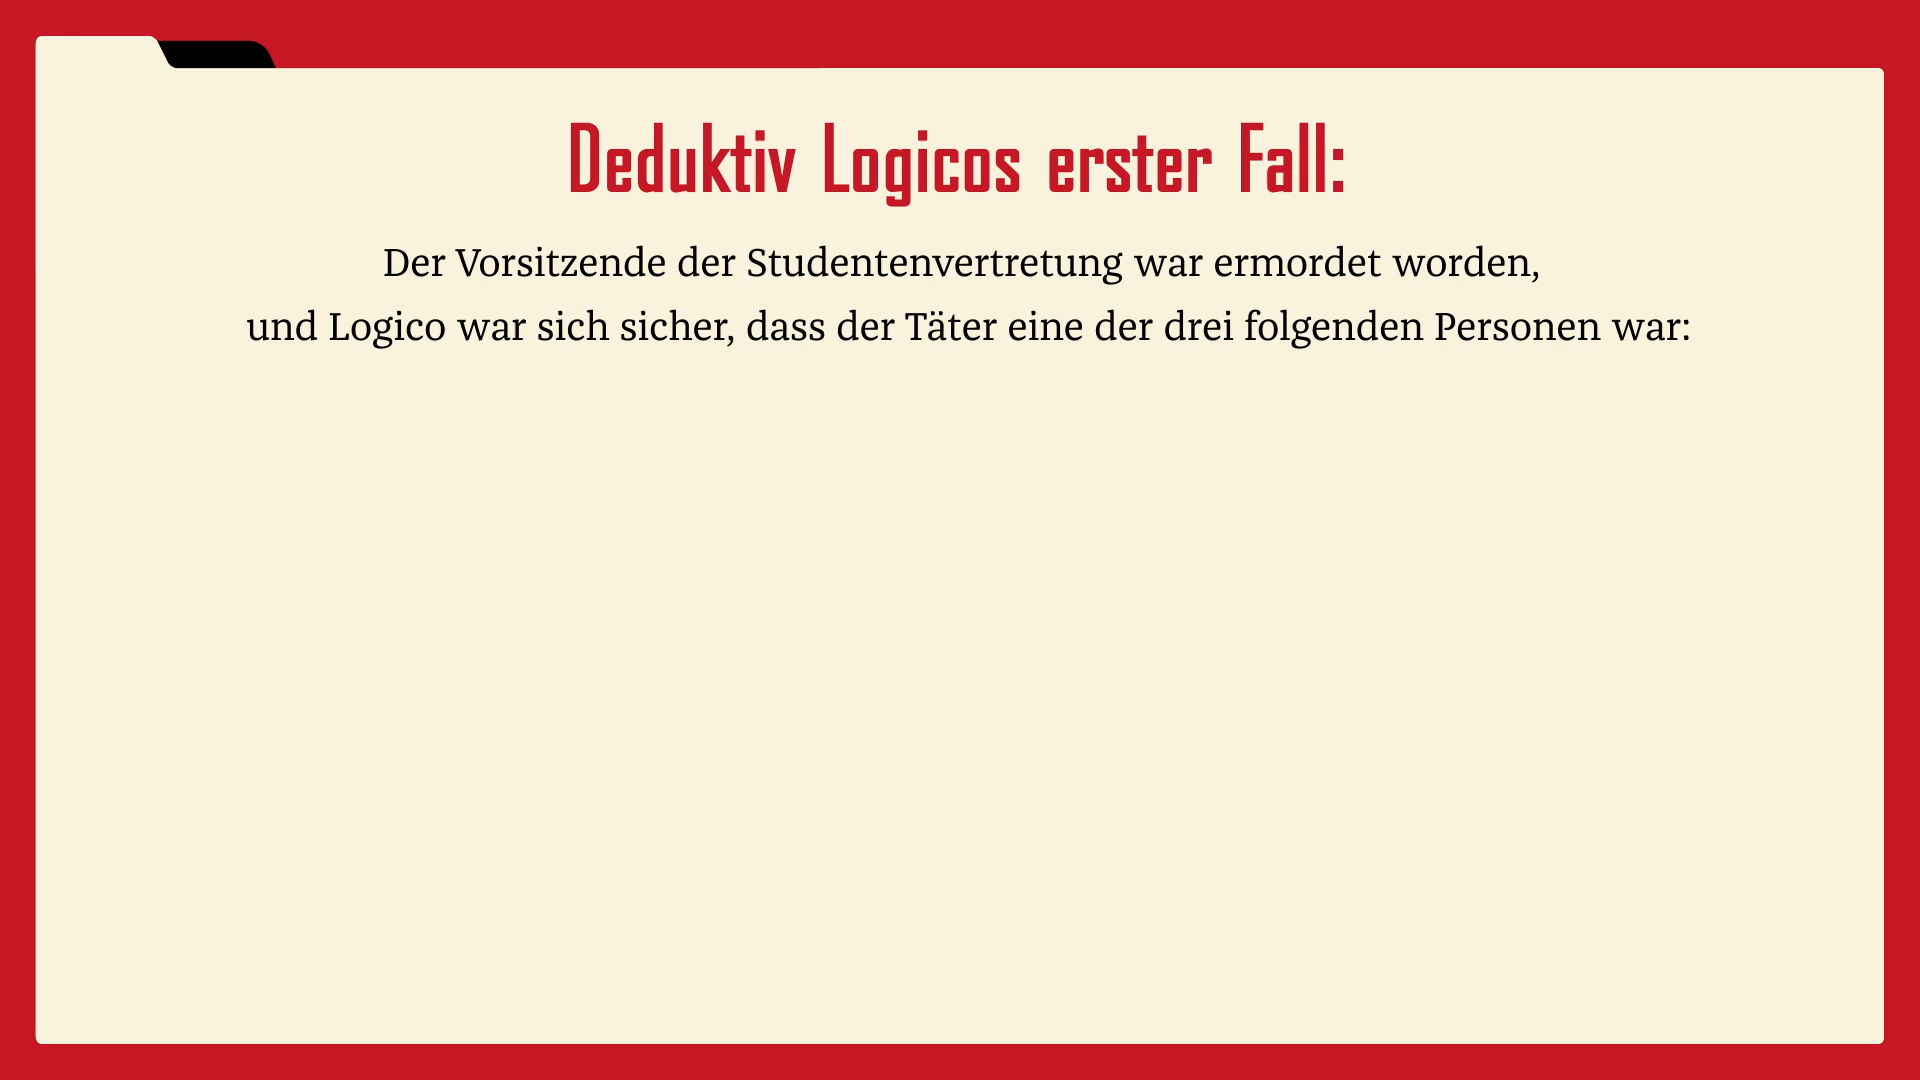 Deduktiv Logicos erster Fall:
Der Vorsitzende der Studentenvertretung war ermordet worden,
und Logico war sich sicher, dass der Täter eine der drei folgenden Personen war: